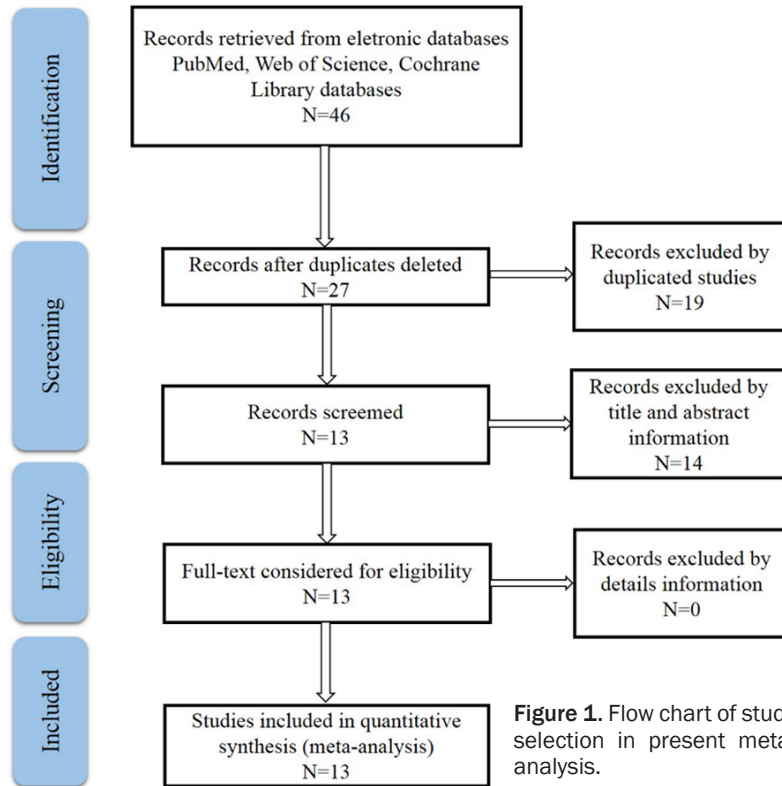 Identification
Records retrieved from eletronic databases
PubMed, Web of Science, Cochrane
Library databases
N=46
Screening
Records after duplicates deleted
N=27
Records excluded by
duplicated studies
N=19
Records screemed
N=13
Records excluded by
title and abstract
information
N=14
Eligibility
Full-text considered for eligibility
N=13
Records excluded by
details information
N=0
Included
Studies included in quantitative
synthesis (meta-analysis)
N=13
Figure 1. Flow chart of stud
selection in present meta
analysis.